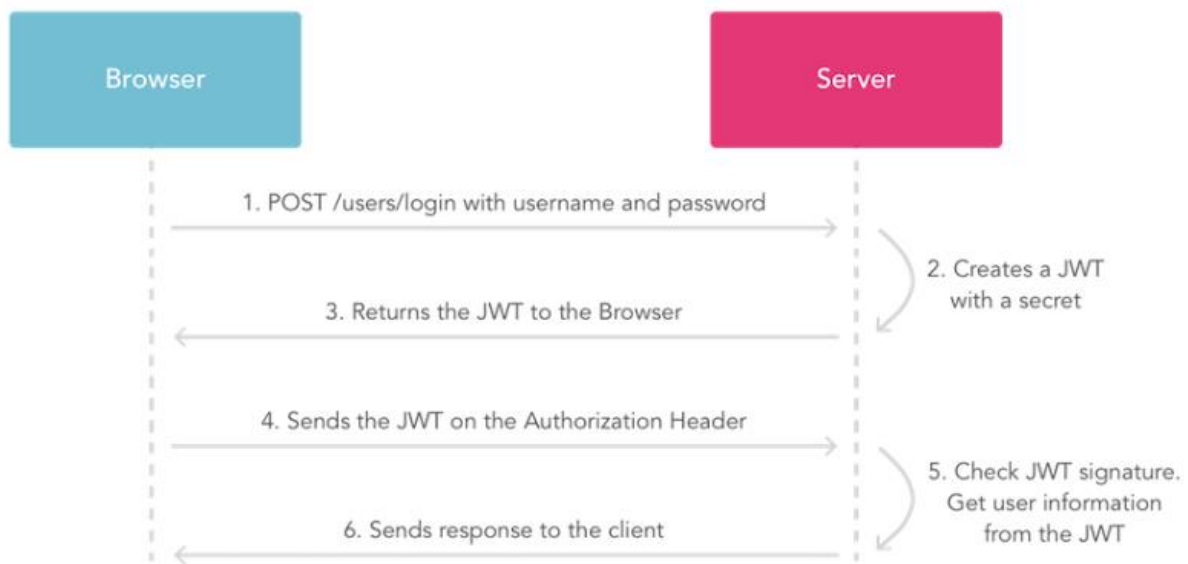 Browser
Server
1. POST /users/login with username and password
2. Creates a JWT
with a secret
3. Returns the JWT to the Browser
4. Sends the JWT on the Authorization Header
5. Check JWT signature.
Get user information
from the JWT
6. Sends response to the client